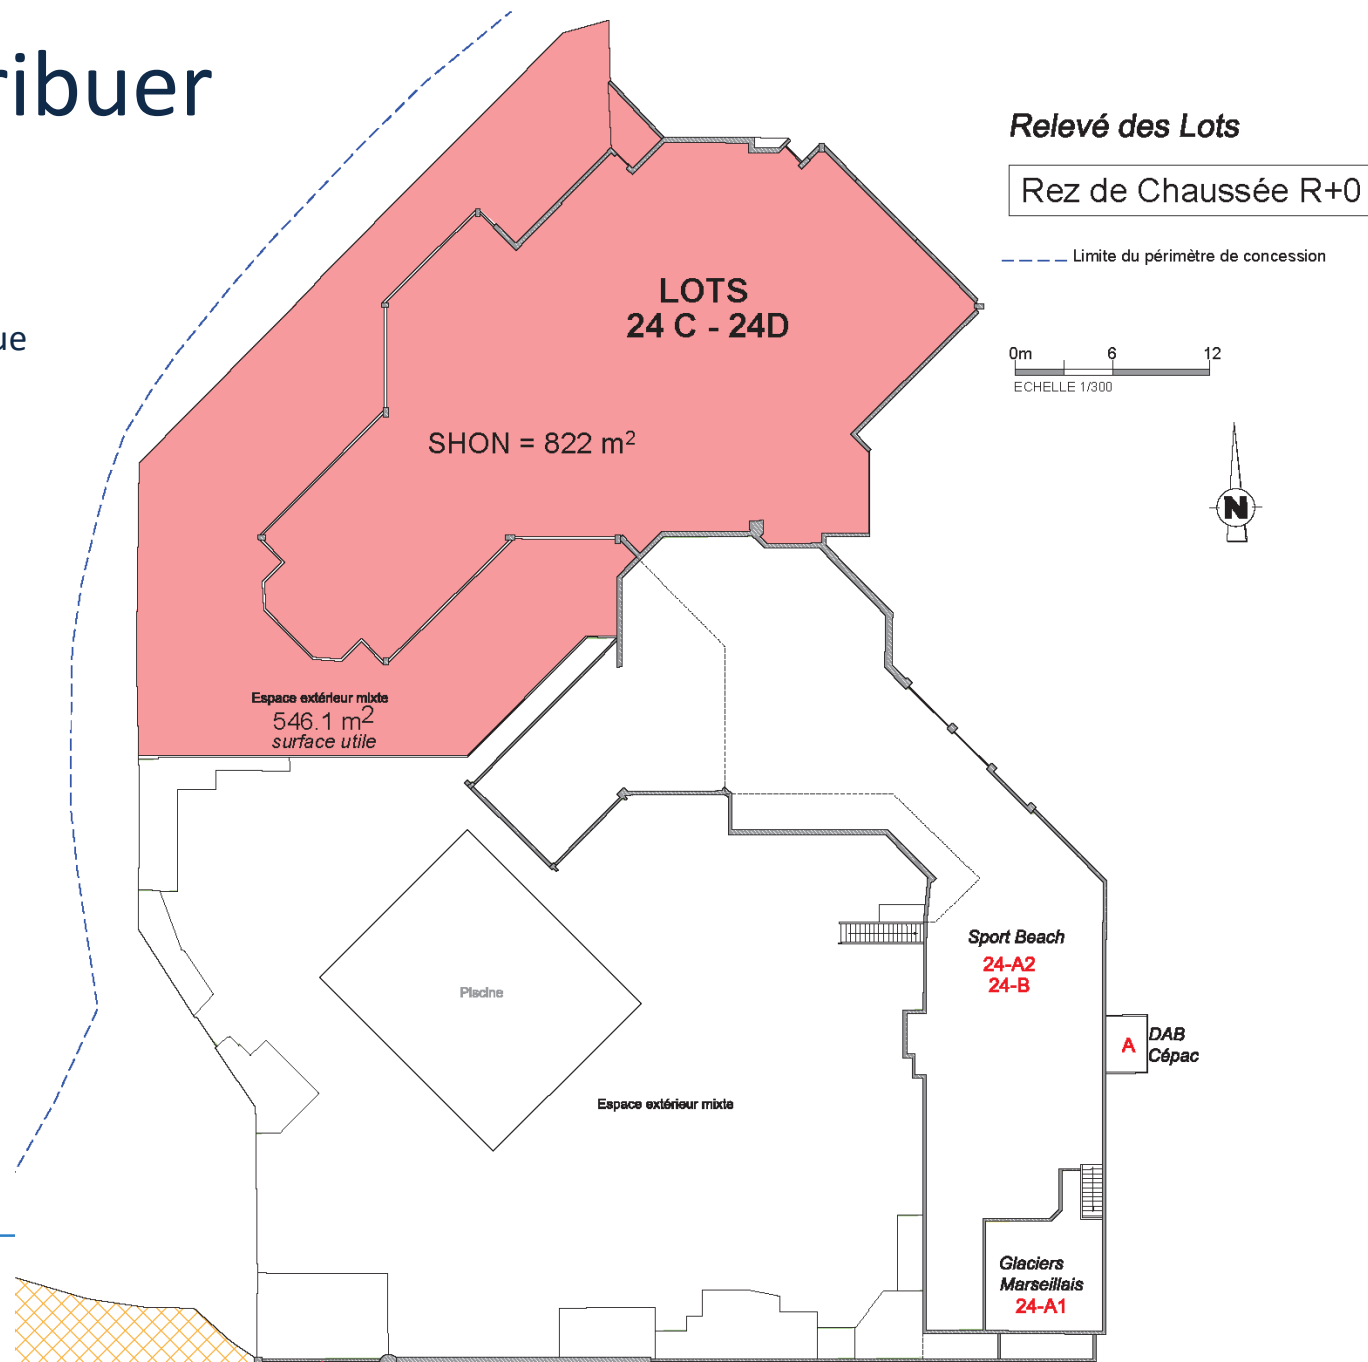 ribuer
ue
Relevé des Lots
Rez de Chaussée R+0
Limite du périmètre de concession
0m 6 12
ECHELLE 1/300
N
LOTS
24 C - 24D
SHON = 822 m²
Espace extérieur mixte
546.1 m²
surface utile
Sport Beach
24-A2
24-B
Piscine
A
DAB
Cépac
Espace extérieur mixte
Glaciers
Marseillais
24-A1